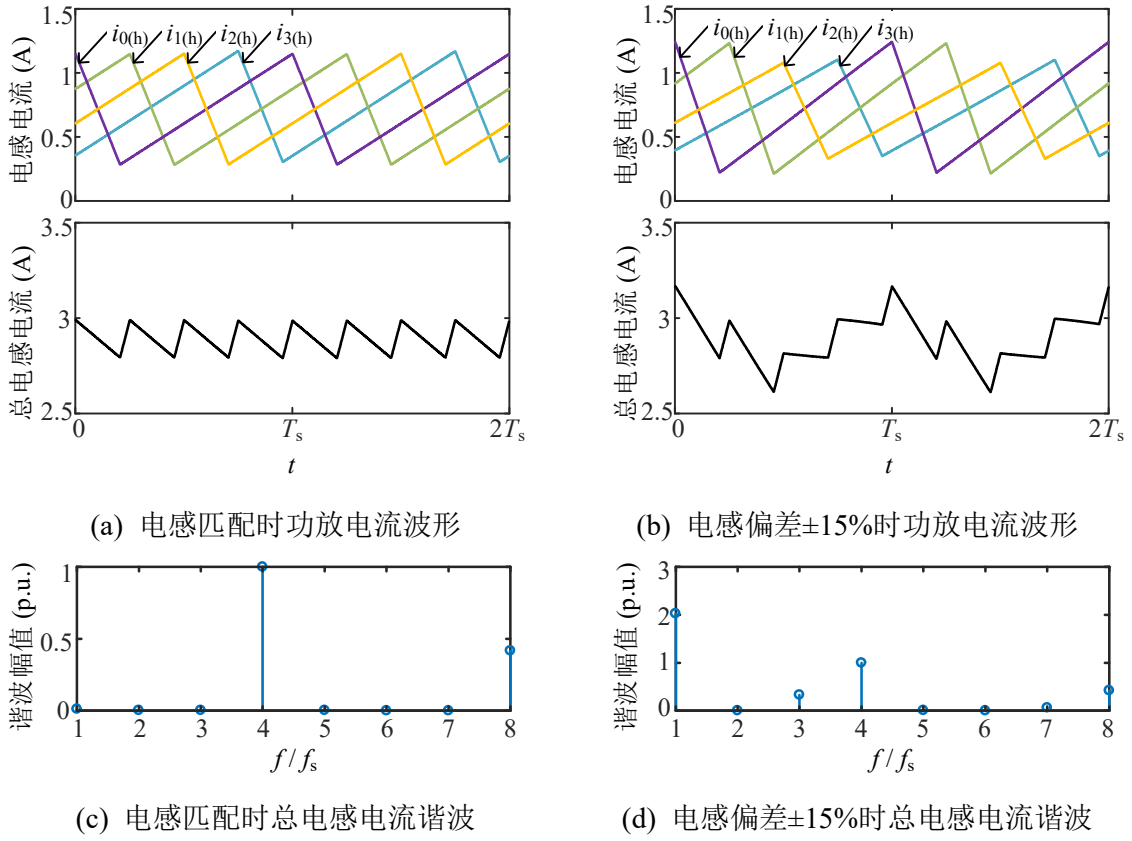 1.5
1
0.5
0
电感电流 (A)
i0(h) i1(h) i2(h) i3(h)
3.5
3
2.5
总电感电流 (A)
0 Ts 2Ts
t
(a) 电感匹配时功放电流波形
1.5
1
0.5
0
电感电流 (A)
i0(h) i1(h) i2(h) i3(h)
3.5
3
2.5
总电感电流 (A)
0 Ts 2Ts
t
(b) 电感偏差±15%时功放电流波形
1
0.5
0
谐波幅值 (p.u.)
1 2 3 4 5 6 7 8
f / fs
(c) 电感匹配时总电感电流谐波
3
2
1
0
谐波幅值 (p.u.)
1 2 3 4 5 6 7 8
f / fs
(d) 电感偏差±15%时总电感电流谐波